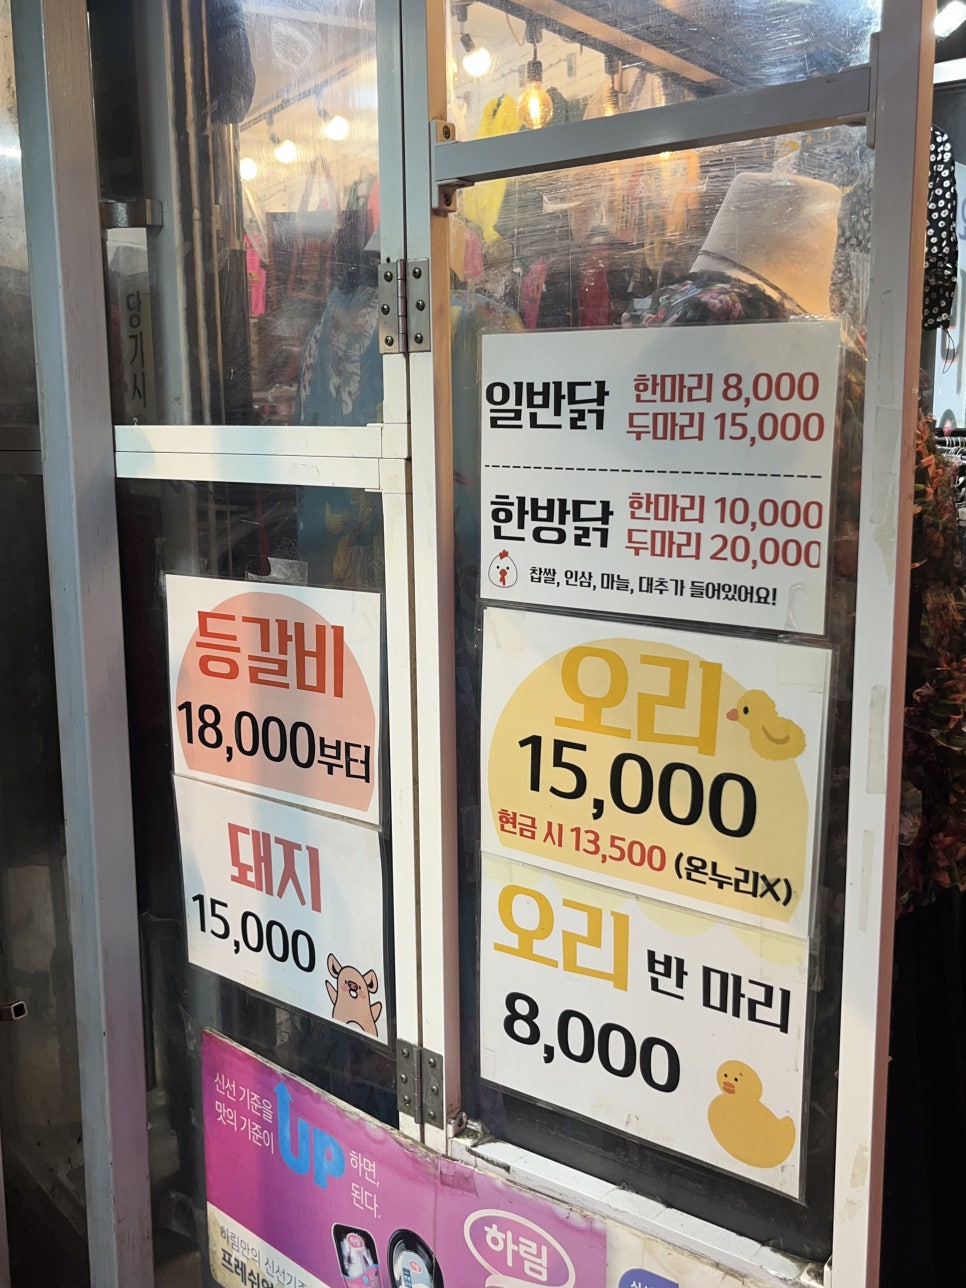 당기시
일반닭
한마리 8,000
두마리 15,000
한방닭
한마리 10,000
두마리 20,000
찹쌀, 인삼, 마늘, 대추가 들어있어요!
등갈비
18,000부터
돼지
15,000
오리
15,000
현금 시 13,500 (온누리X)
오리 반 마리
8,000
신선 기준을
맛의 기준이
UP 하면,
된다.
하림만의 신선기준
하림